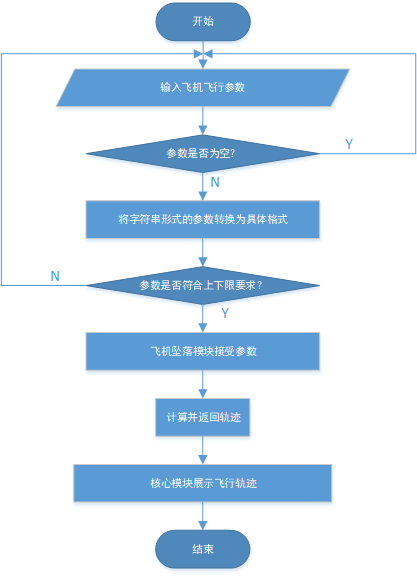 开始
输入飞机飞行参数
参数是否为空?
Y
N
将字符串形式的参数转换为具体格式
参数是否符合上下限要求?
N
Y
飞机坠落模块接受参数
计算并返回轨迹
核心模块展示飞行轨迹
结束